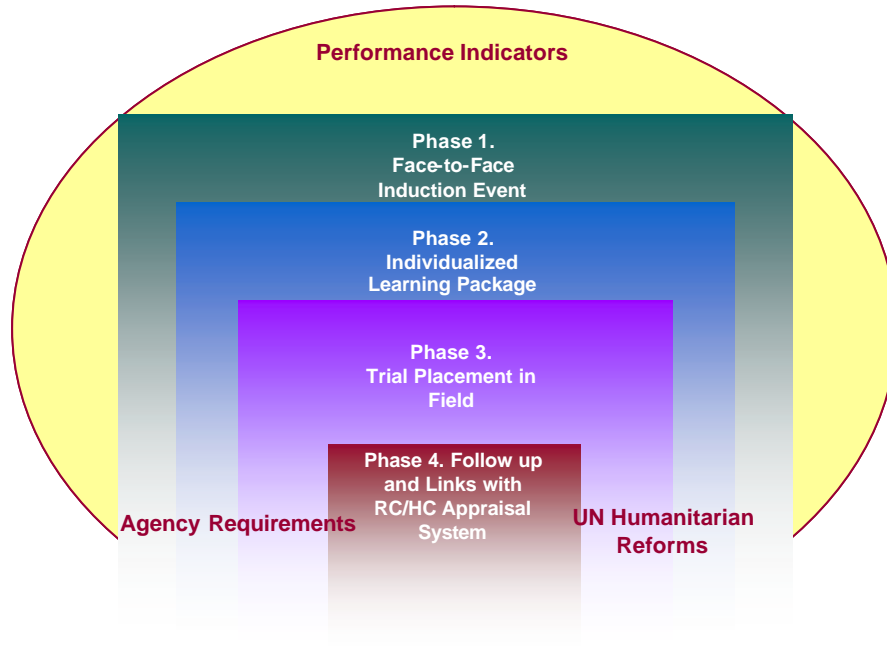 Performance Indicators
Phase 1.
Face-to-Face
Induction Event
Phase 2.
Individualized
Learning Package
Phase 3.
Trial Placement in
Field
Phase 4. Follow up
and Links with
RC/HC Appraisal
System
Agency Requirements
UN Humanitarian
Reforms